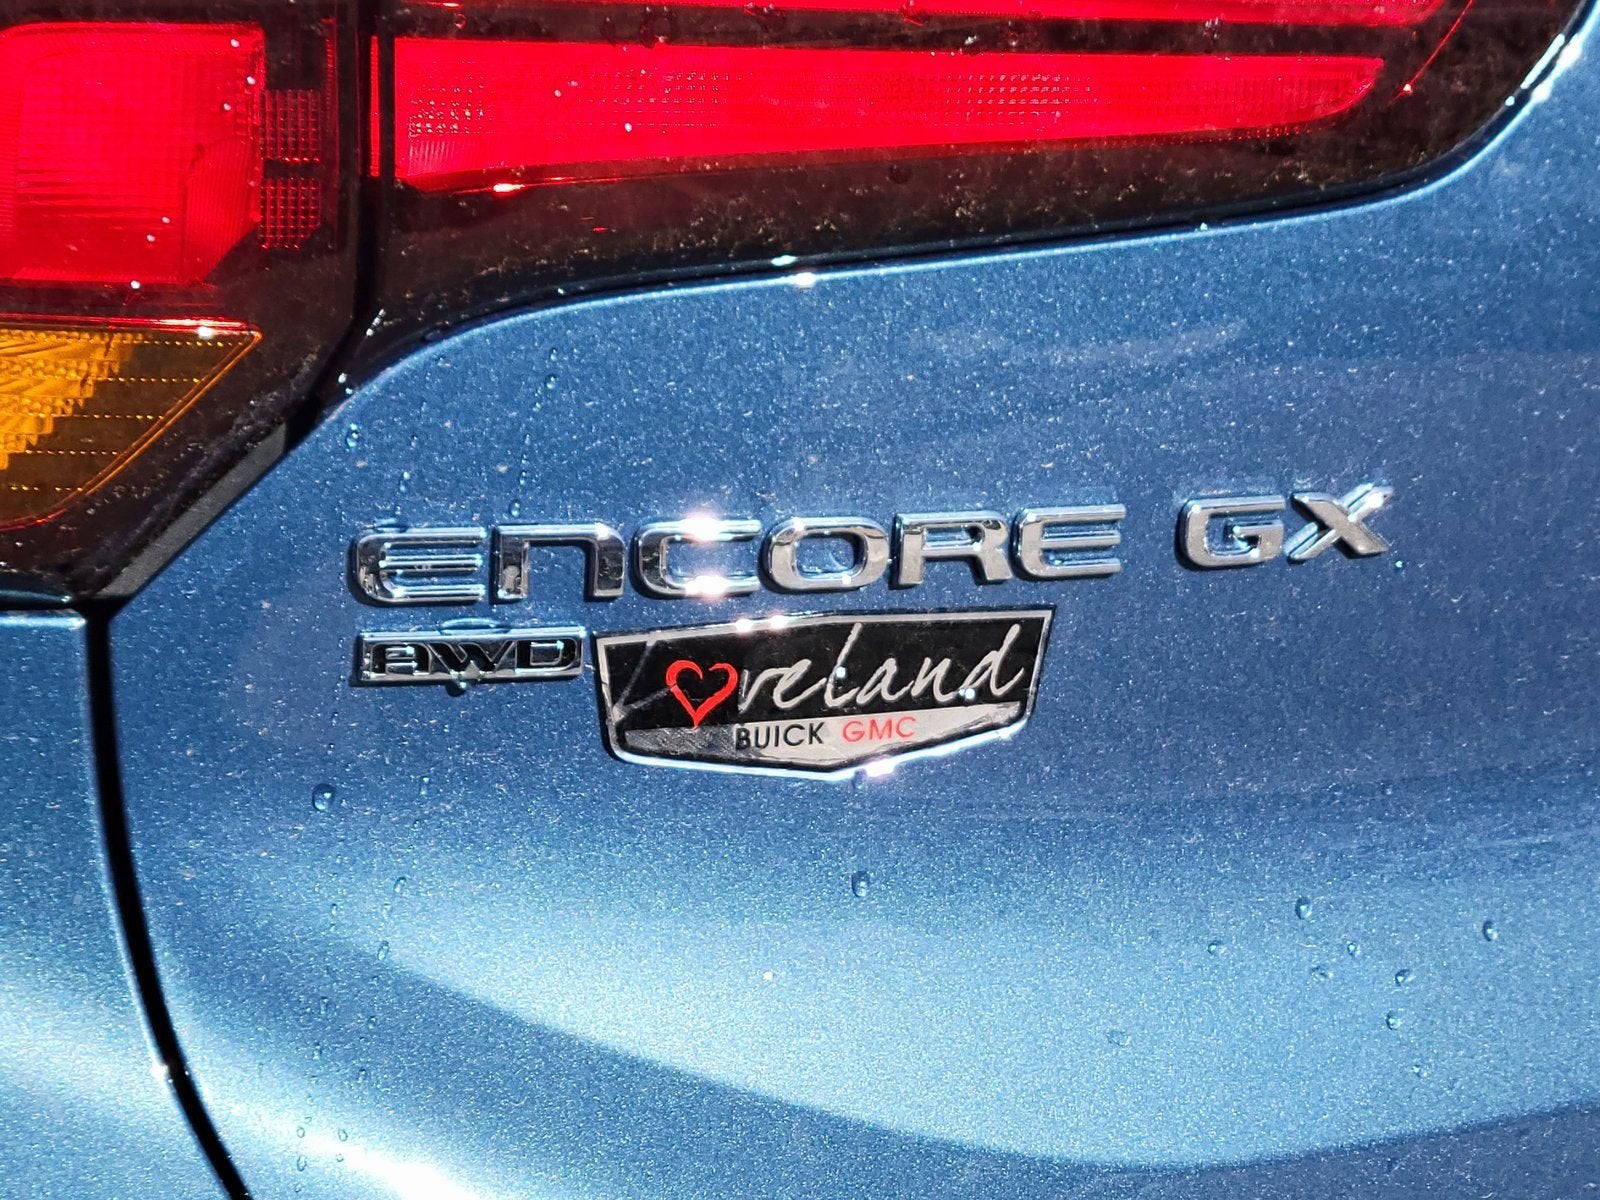 ENCORE GX
AWD
Loveland
BUICK GMC